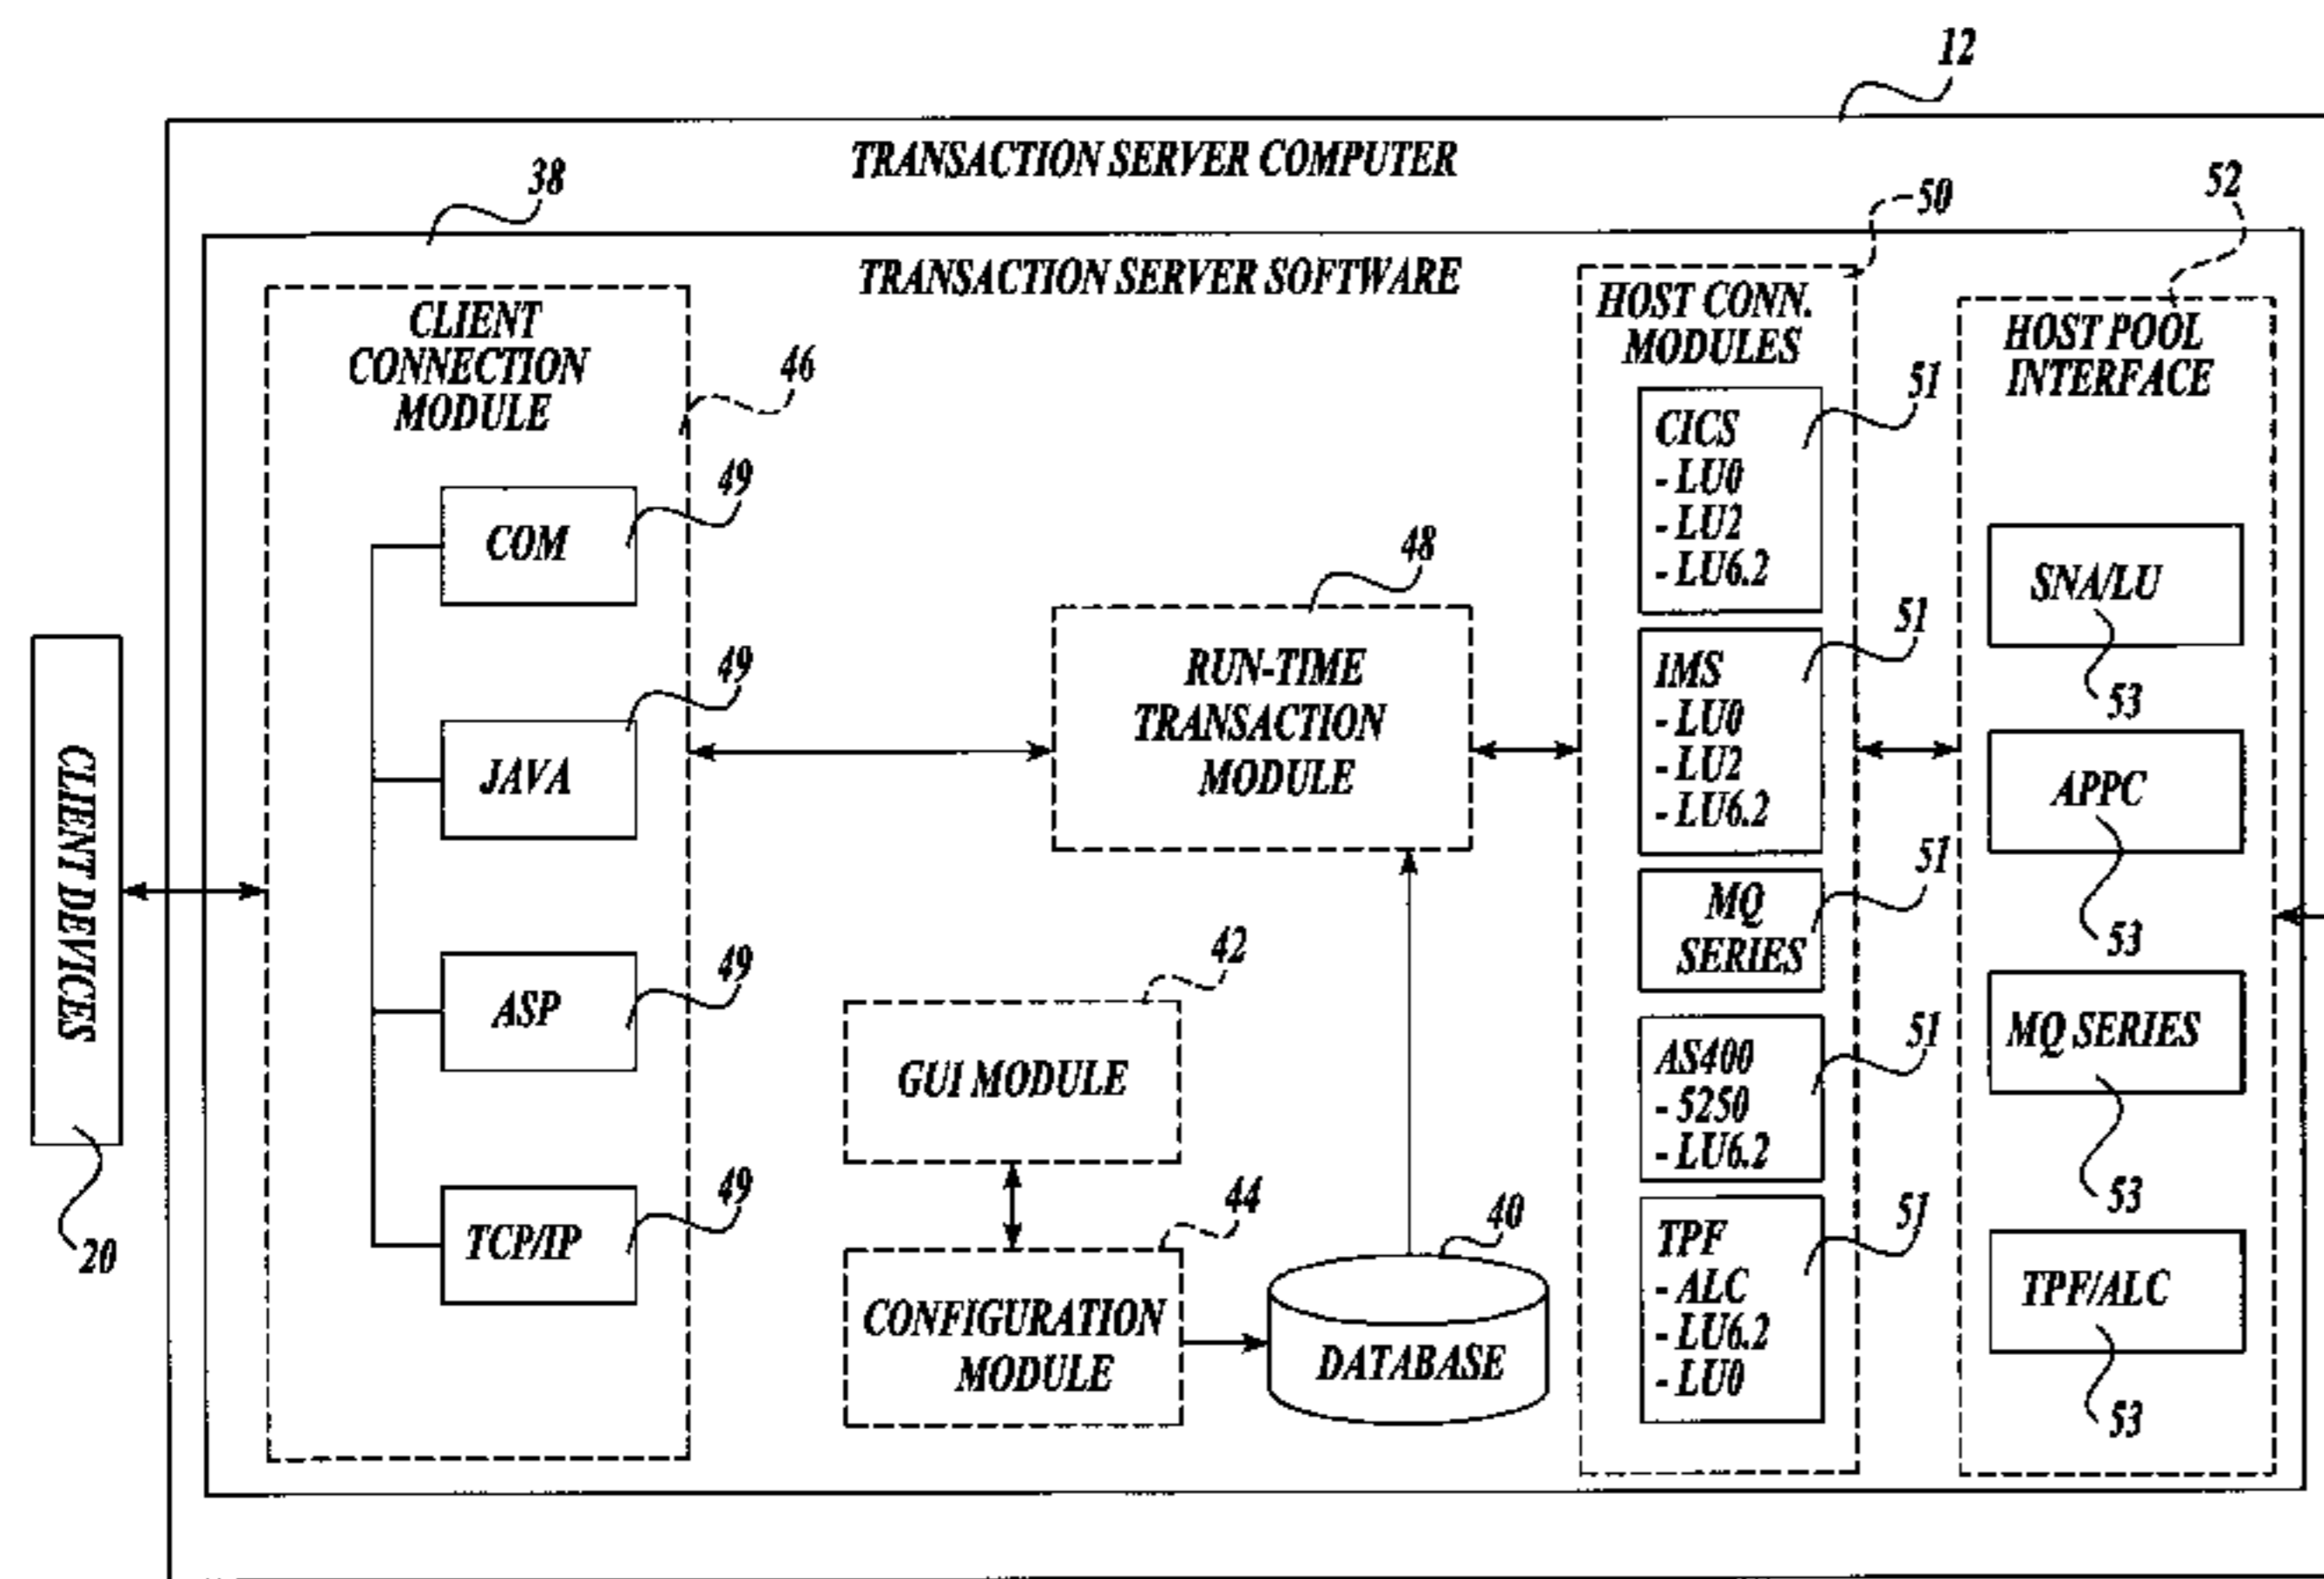 12
TRANSACTION SERVER COMPUTER
38
50
52
TRANSACTION SERVER SOFTWARE
CLIENT
CONNECTION
MODULE
46
HOST CONN.
MODULES
HOST POOL
INTERFACE
COM
49
JAVA
49
ASP
49
TCP/IP
49
CLIENT DEVICES
20
48
RUN-TIME
TRANSACTION
MODULE
42
GUI MODULE
44
CONFIGURATION
MODULE
40
DATABASE
51
CICS
- LU0
- LU2
- LU6.2
51
IMS
- LU0
- LU2
- LU6.2
51
MQ
SERIES
51
AS400
- 5250
- LU6.2
51
TPF
- ALC
- LU6.2
- LU0
SNA/LU
53
APPC
53
MQ SERIES
53
TPF/ALC
53